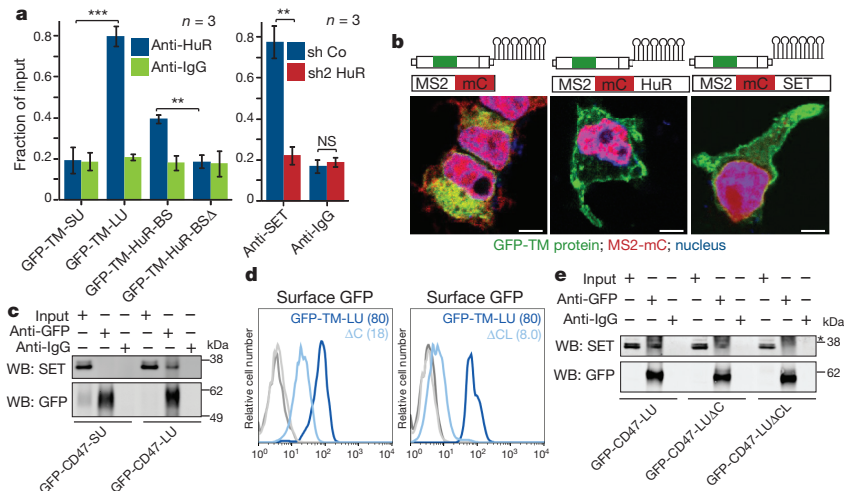 a
n = 3
n = 3
Fraction of input
***
Anti-HuR
Anti-IgG
**
0.8
0.6
0.4
0.2
0
GFP-TM-SU
GFP-TM-LU
GFP-TM-HuR-BS
GFP-TM-HuR-BSΔ
**
sh Co
sh2 HuR
NS
0.8
0.6
0.4
0.2
0
Anti-SET
Anti-IgG
b
MS2 mC
MS2 mC HuR
MS2 mC SET
GFP-TM protein; MS2-mC; nucleus
c
Input + − − + − −
Anti-GFP − + − − + −
Anti-IgG − − + − − +
kDa
WB: SET
38
WB: GFP
62
49
GFP-CD47-SU
GFP-CD47-LU
d
Surface GFP
GFP-TM-LU (80)
ΔC (18)
Relative cell number
10⁰ 10¹ 10² 10³ 10⁴
Surface GFP
GFP-TM-LU (80)
ΔCL (8.0)
Relative cell number
10⁰ 10¹ 10² 10³ 10⁴
e
Input + − − + − − + − −
Anti-GFP − + − − + − − + −
Anti-IgG − − + − − + − − +
kDa
WB: SET
* 38
WB: GFP
62
GFP-CD47-LU
GFP-CD47-LUΔC
GFP-CD47-LUΔCL